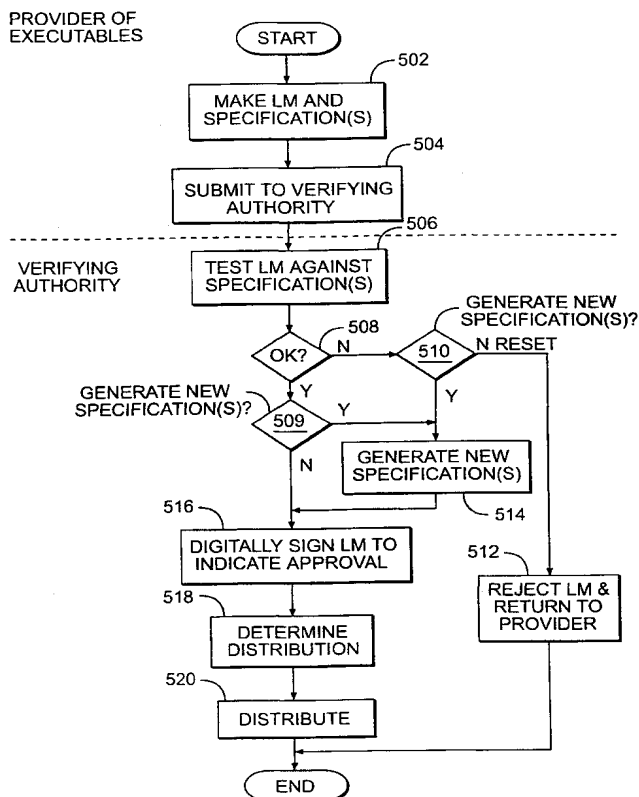 PROVIDER OF
EXECUTABLES
START
502
MAKE LM AND
SPECIFICATION(S)
504
SUBMIT TO VERIFYING
AUTHORITY
506
VERIFYING
AUTHORITY
TEST LM AGAINST
SPECIFICATION(S)
GENERATE NEW
SPECIFICATION(S)?
508
OK?
N
510
N RESET
GENERATE NEW
SPECIFICATION(S)?
Y
Y
509
Y
N
GENERATE NEW
SPECIFICATION(S)
514
516
DIGITALLY SIGN LM TO
INDICATE APPROVAL
512
REJECT LM &
RETURN TO
PROVIDER
518
DETERMINE
DISTRIBUTION
520
DISTRIBUTE
END